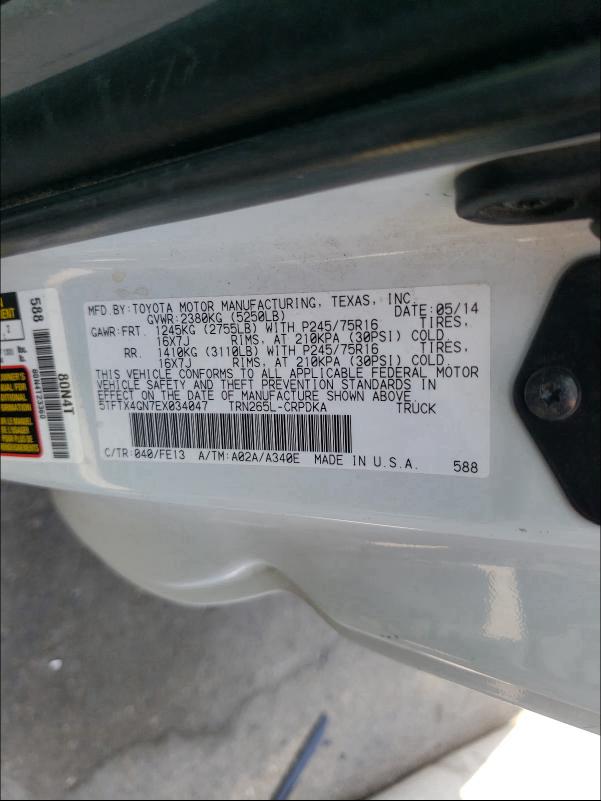 MFD.BY:TOYOTA MOTOR MANUFACTURING, TEXAS, INC.
GVWR:2380KG (5250LB) DATE:05/14
GAWR:FRT. 1245KG (2755LB) WITH P245/75R16 TIRES,
16X7J RIMS, AT 210KPA (30PSI) COLD.
RR. 1410KG (3110LB) WITH P245/75R16 TIRES,
16X7J RIMS, AT 210KPA (30PSI) COLD.
THIS VEHICLE CONFORMS TO ALL APPLICABLE FEDERAL MOTOR
VEHICLE SAFETY AND THEFT PREVENTION STANDARDS IN
EFFECT ON THE DATE OF MANUFACTURE SHOWN ABOVE.
5TFTX4GN7EX034047 TRN265L-CRPDKA TRUCK
C/TR:040/FE13 A/TM:A02A/A340E MADE IN U.S.A. 588
588
80N4T
80N4T123360
OWNER'S